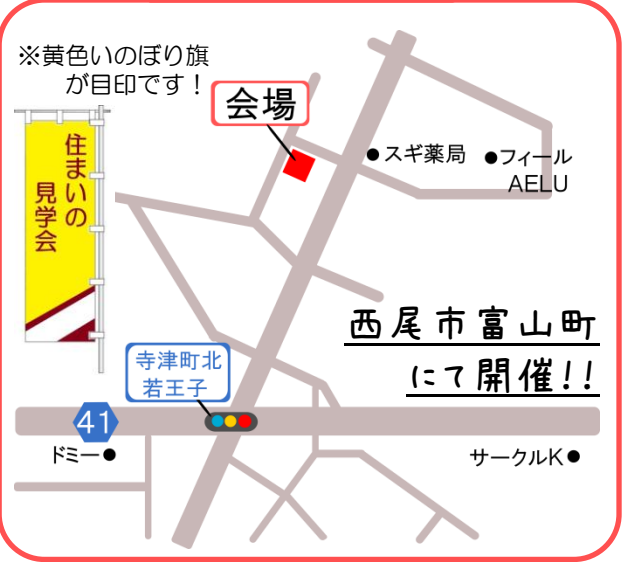 ※黄色いのぼり旗
が目印です！
会場
住まいの
見学会
●スギ薬局
●フィール
AELU
西尾市富山町
にて開催!!
寺津町北
若王子
41
ドミー●
サークルK●